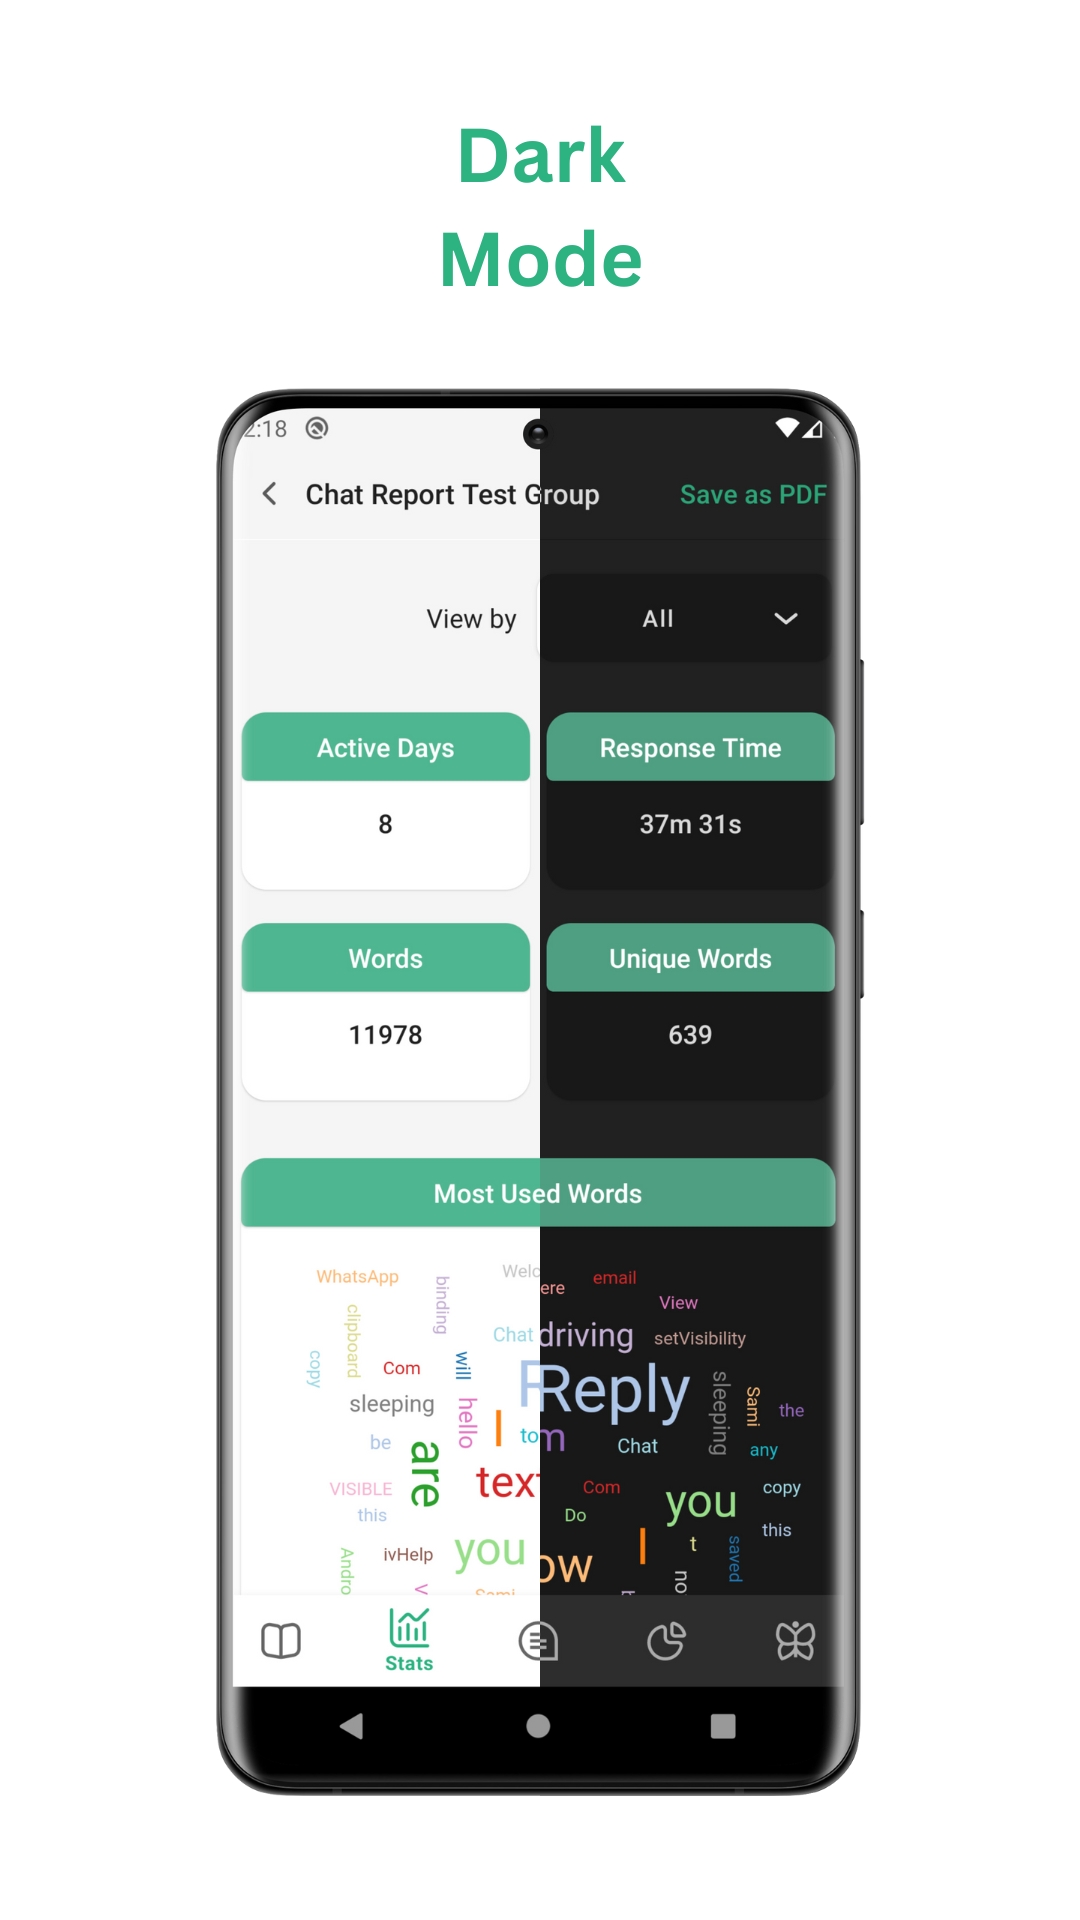 Dark
Mode
2:18
Chat Report Test Group
Save as PDF
View by
All
Active Days
Response Time
8
37m 31s
Words
Unique Words
11978
639
Most Used Words
WhatsApp
binding
Welc
ere
email
View
clipboard
Chat
driving
setVisibility
copy
Com
will
Reply
sleeping
Sami
the
sleeping
hello
I
to
m
Chat
any
be
are
text
Com
you
copy
VISIBLE
this
Do
this
Andro
ivHelp
you
ow
I
t
saved
no
V
Sami
Stats